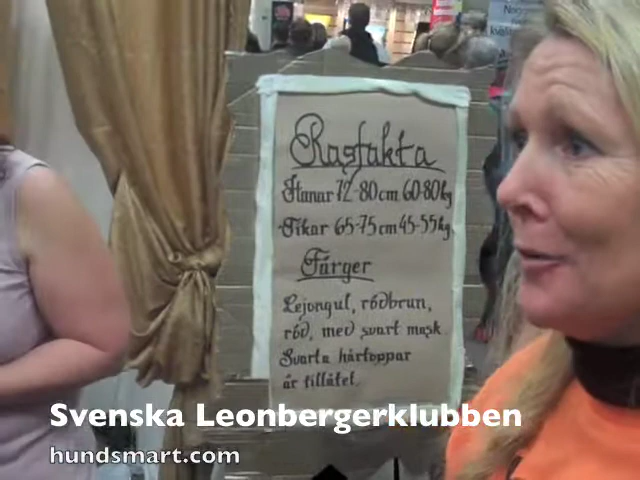 Rasfakta
Hanar 72-80cm 60-80kg
Tikar 65-75cm 45-55kg
Färger
Lejongul, rödbrun,
röd, med svart mask
Svarta hårtoppar
är tillåtet.
Svenska Leonbergerklubben
hundsmart.com